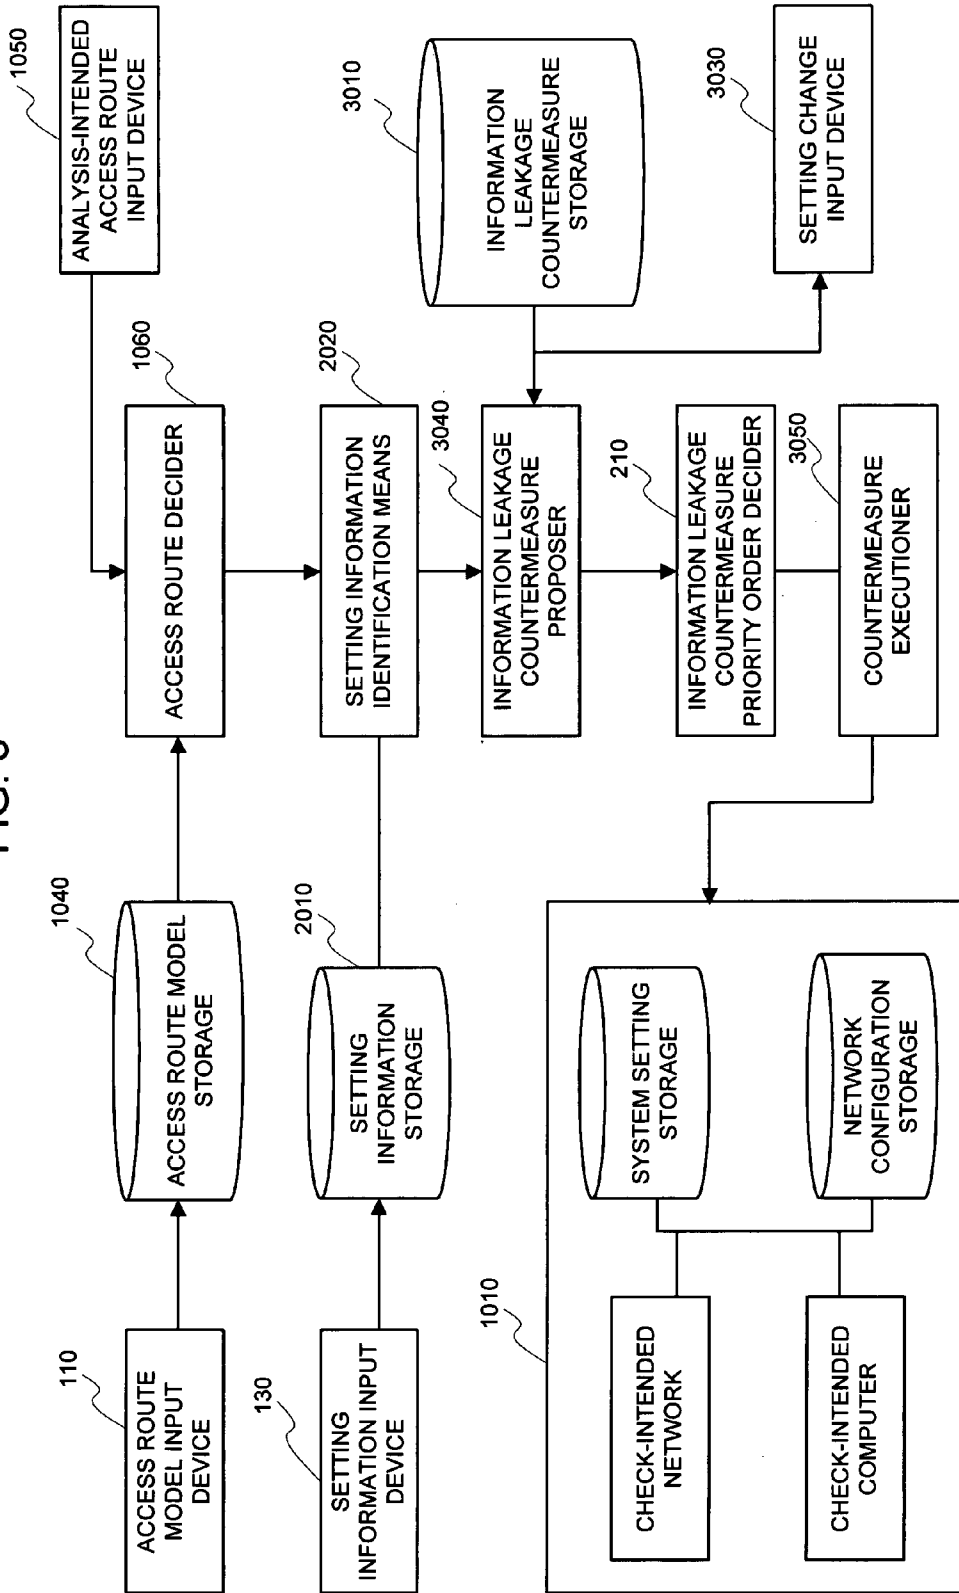 FIG.
110
ACCESS ROUTE
MODEL INPUT
DEVICE
1040
ACCESS ROUTE MODEL
STORAGE
1060
ACCESS ROUTE DECIDER
1050
ANALYSIS-INTENDED
ACCESS ROUTE
INPUT DEVICE
130
SETTING
INFORMATION INPUT
DEVICE
2010
SETTING
INFORMATION
STORAGE
2020
SETTING INFORMATION
IDENTIFICATION MEANS
3040
INFORMATION LEAKAGE
COUNTERMEASURE
PROPOSER
3010
INFORMATION
LEAKAGE
COUNTERMEASURE
STORAGE
210
INFORMATION LEAKAGE
COUNTERMEASURE
PRIORITY ORDER DECIDER
3030
SETTING CHANGE
INPUT DEVICE
3050
COUNTERMEASURE
EXECUTIONER
1010
CHECK-INTENDED
NETWORK
SYSTEM SETTING
STORAGE
CHECK-INTENDED
COMPUTER
NETWORK
CONFIGURATION
STORAGE